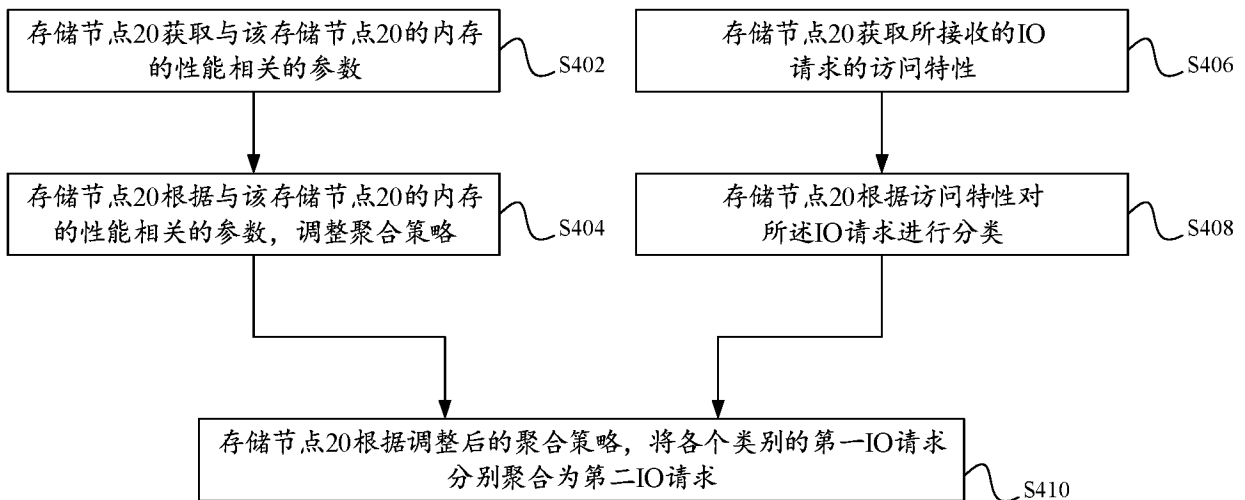 存储节点20获取与该存储节点20的内存
的性能相关的参数
S402
存储节点20获取所接收的IO
请求的访问特性
S406
存储节点20根据与该存储节点20的内存
的性能相关的参数，调整聚合策略
S404
存储节点20根据访问特性对
所述IO请求进行分类
S408
存储节点20根据调整后的聚合策略，将各个类别的第一IO请求
分别聚合为第二IO请求
S410